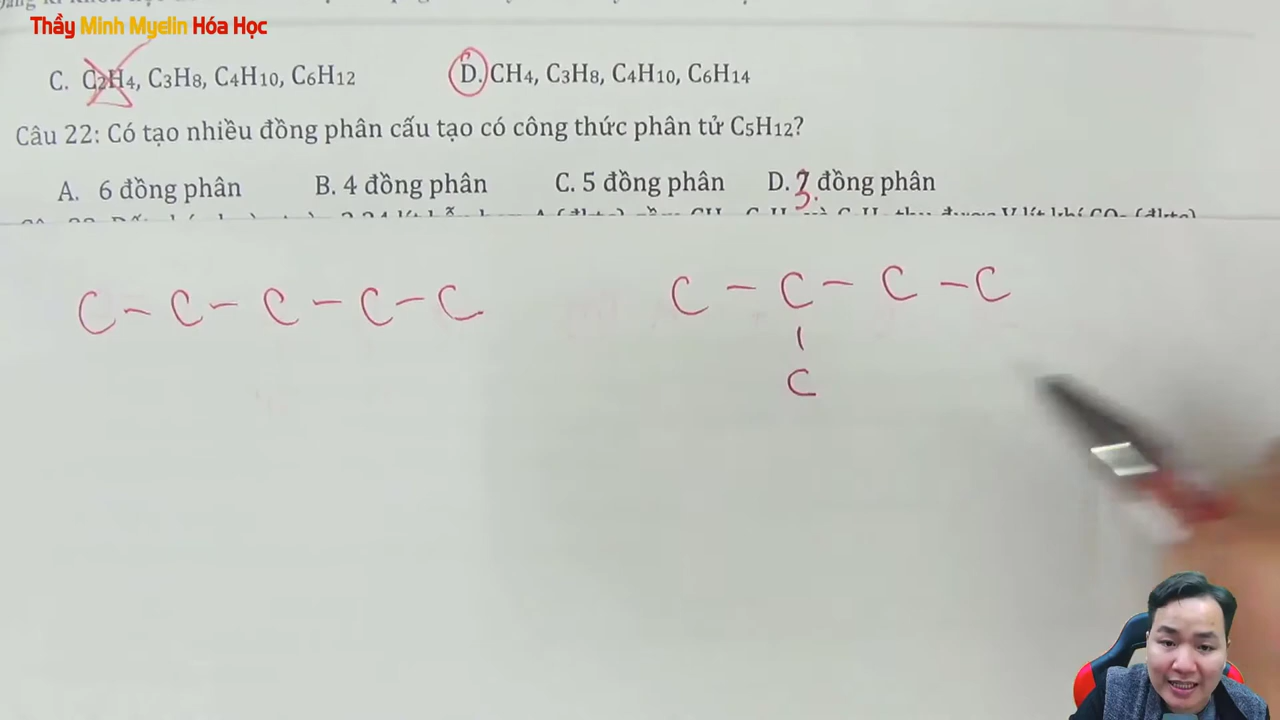 Thầy Minh Myelin Hóa Học
C. C2H4, C3H8, C4H10, C6H12
D. CH4, C3H8, C4H10, C6H14
Câu 22: Có tạo nhiều đồng phân cấu tạo có công thức phân tử C5H12?
A. 6 đồng phân B. 4 đồng phân C. 5 đồng phân D. 7 đồng phân
3.
C - C - C - C - C
C - C - C - C
|
C